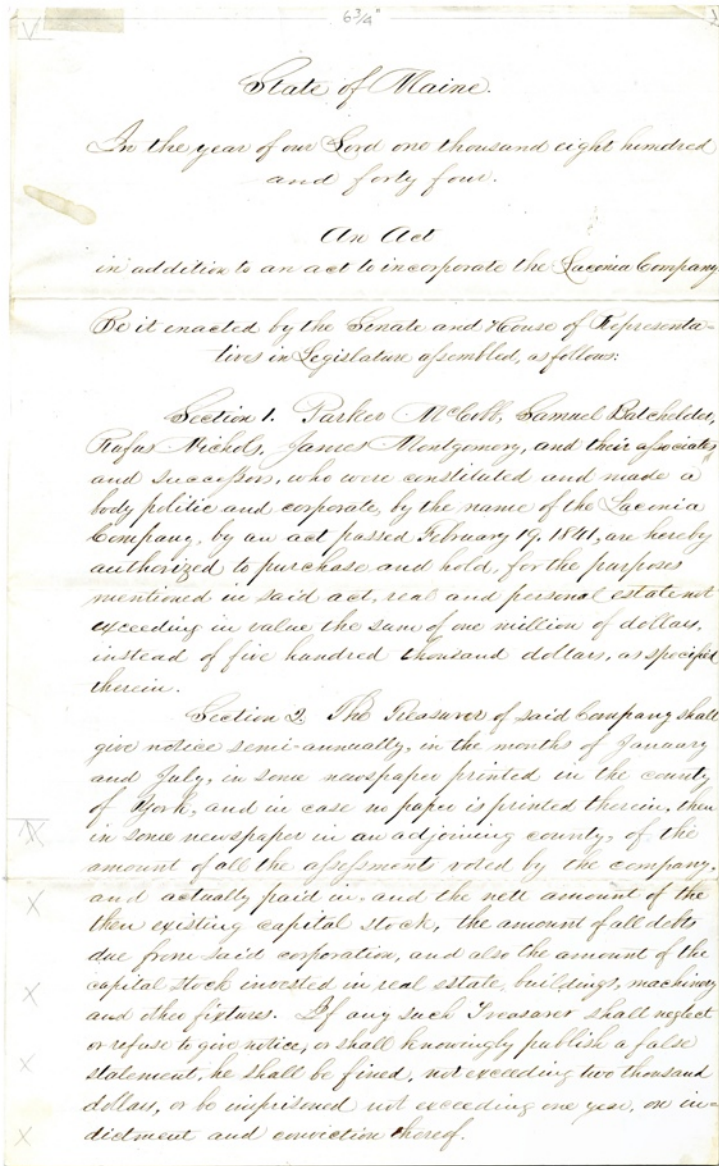 6 3/4"
State of Maine.
In the year of our Lord one thousand eight hundred
and forty four.
An Act
in addition to an act to incorporate the Laconia Company.
Be it enacted by the Senate and House of Representa-
tives in Legislature assembled, as follows:
Section 1. Parker McCobb, Samuel Batchelder,
Rufus Nichols, James Montgomery, and their associates
and successors, who were constituted and made a
body politic and corporate, by the name of the Laconia
Company, by an act passed February 19, 1841, are hereby
authorized to purchase and hold, for the purposes
mentioned in said act, real and personal estate not
exceeding in value the sum of one million of dollars,
instead of five hundred thousand dollars, as specified
therein.
Section 2. The Treasurer of said Company shall
give notice semi-annually, in the months of January
and July, in some newspaper printed in the county
of York, and in case no paper is printed therein, then
in some newspaper in an adjoining county, of the
amount of all the assessments voted by the company,
and actually paid in, and the nett amount of the
then existing capital stock, the amount of all debts
due from said corporation, and also the amount of the
capital stock invested in real estate, buildings, machinery
and other fixtures. If any such Treasurer shall neglect
or refuse to give notice, or shall knowingly publish a false
statement, he shall be fined, not exceeding two thousand
dollars, or be imprisoned not exceeding one year, on in-
dictment and conviction thereof.